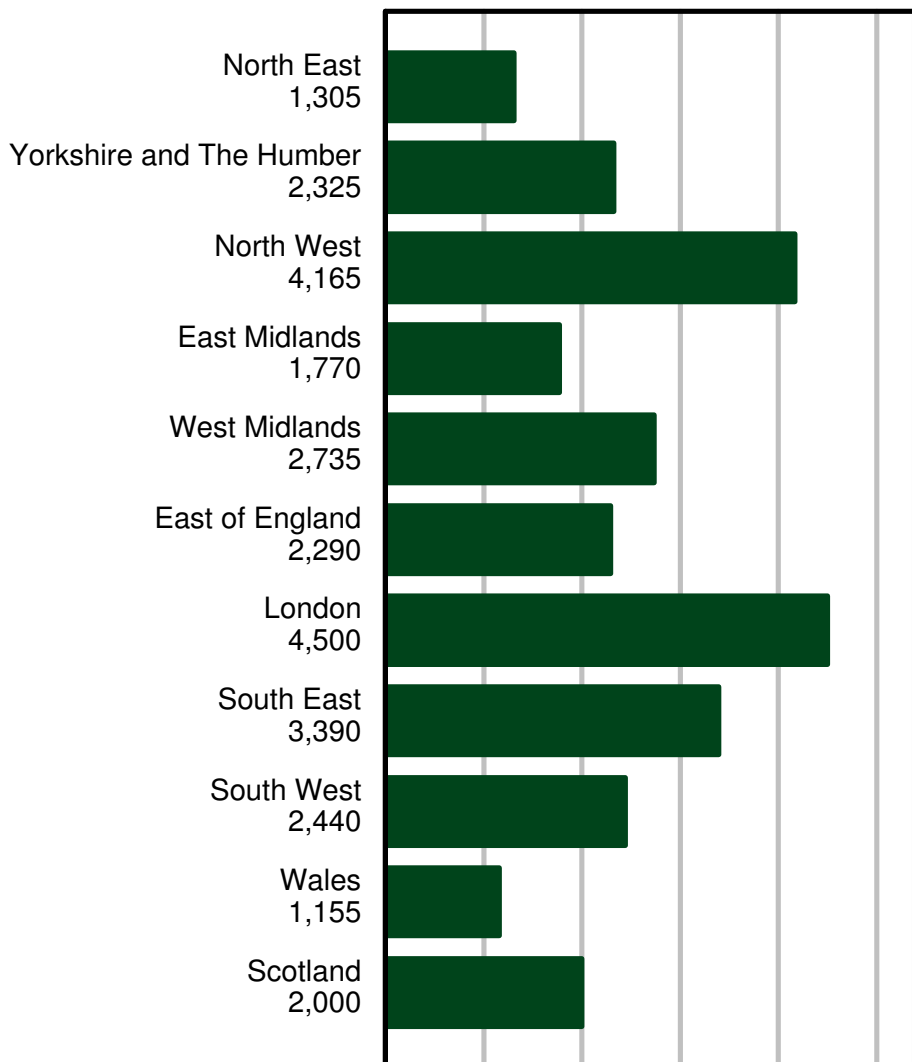 North East
1,305
Yorkshire and The Humber
2,325
North West
4,165
East Midlands
1,770
West Midlands
2,735
East of England
2,290
London
4,500
South East
3,390
South West
2,440
Wales
1,155
Scotland
2,000